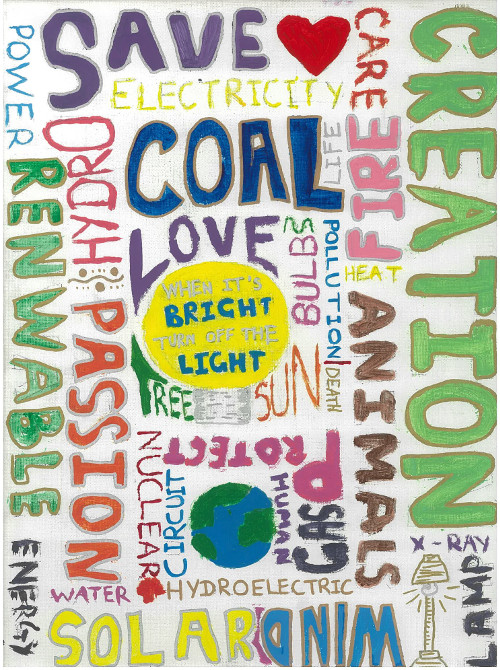 POWER
SAVE
CARE
CREATION
ELECTRICITY
HYDRO
COAL
LIFE
FIRE
RENWABLE
LOVE
BULBS
POLLUTION
HEAT
WHEN IT'S
BRIGHT
TURN OFF THE
LIGHT
PASSION
ANIMALS
TREE
SUN
DEATH
PROTECT
NUCLEAR
CIRCUIT
HUMAN
GAS
ENERGY
X-RAY
WATER
HYDROELECTRIC
LAMP
SOLAR
WIND